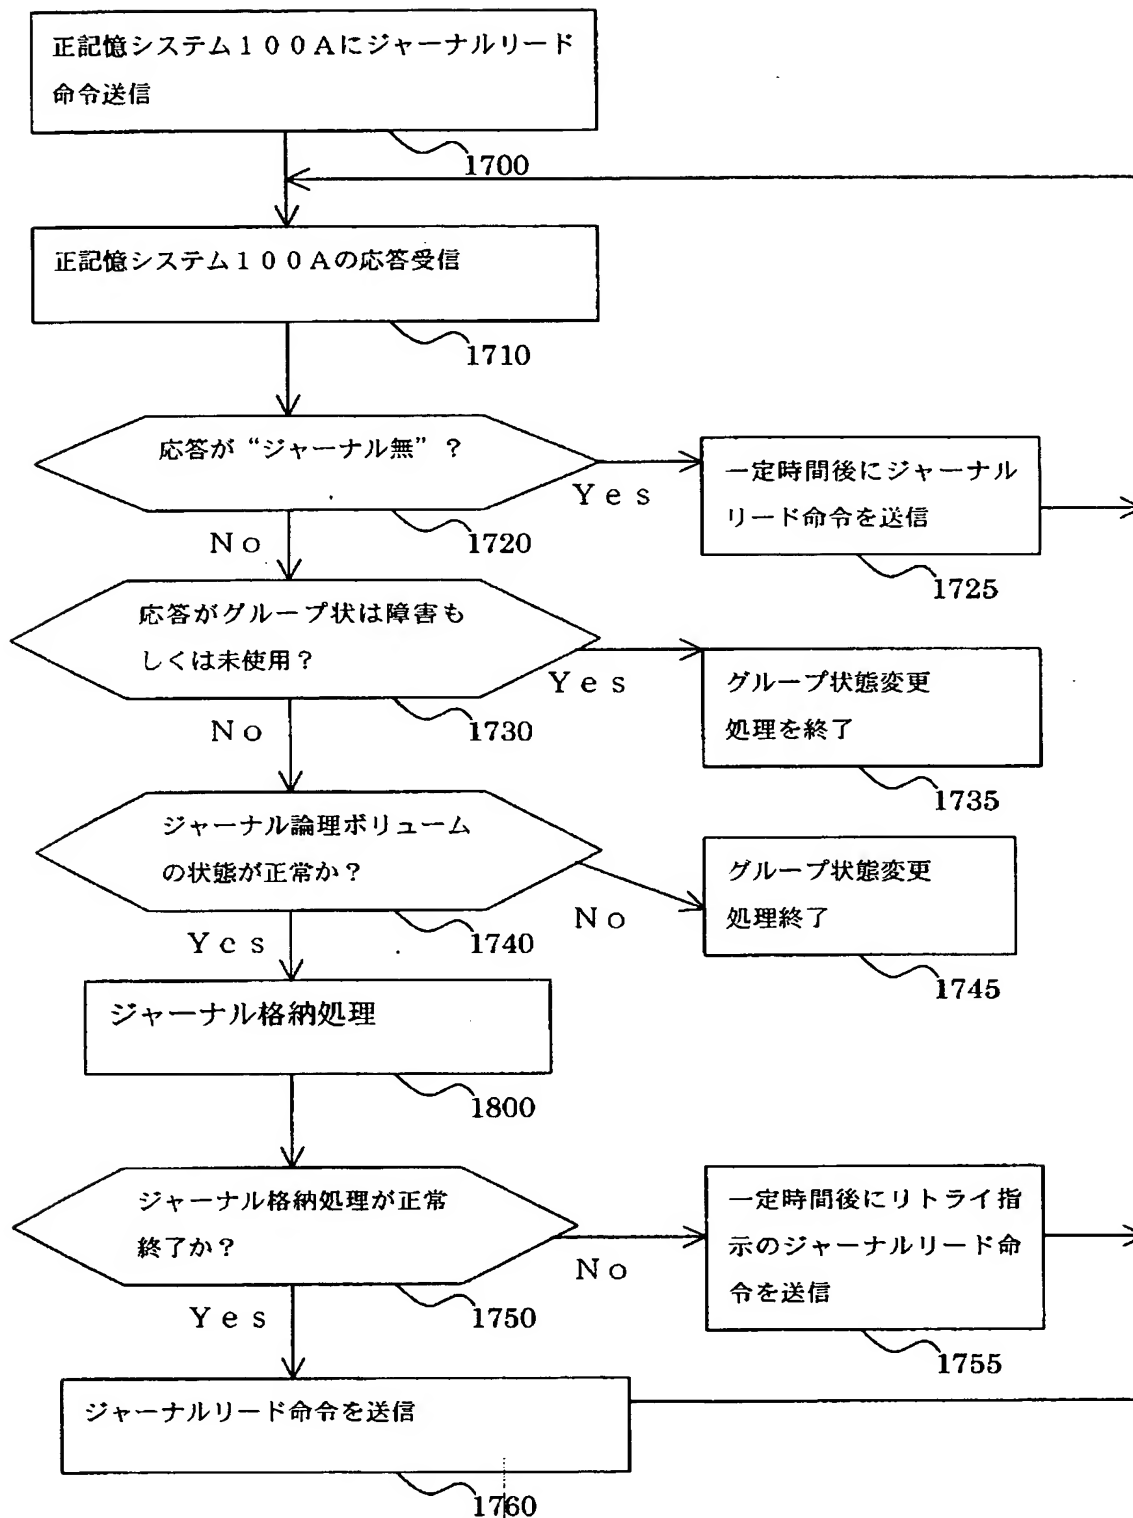 正記憶システム１００Aにジャーナルリード
命令送信
1700
正記憶システム１００Aの応答受信
1710
応答が“ジャーナル無”？
Yes
No
1720
一定時間後にジャーナル
リード命令を送信
1725
応答がグループ状は障害も
しくは未使用？
Yes
No
1730
グループ状態変更
処理を終了
1735
ジャーナル論理ボリューム
の状態が正常か？
No
Yes
1740
グループ状態変更
処理終了
1745
ジャーナル格納処理
1800
ジャーナル格納処理が正常
終了か？
No
Yes
1750
一定時間後にリトライ指
示のジャーナルリード命
令を送信
1755
ジャーナルリード命令を送信
1760